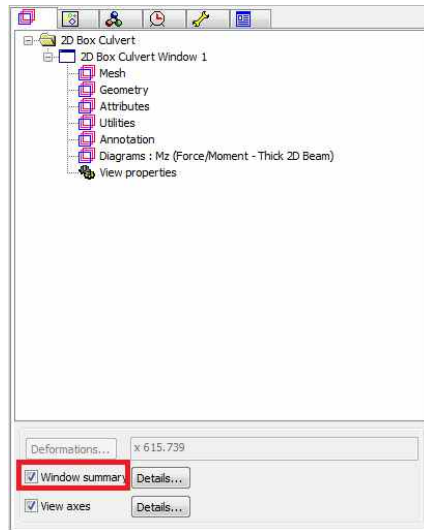 2D Box Culvert
2D Box Culvert Window 1
Mesh
Geometry
Attributes
Utilities
Annotation
Diagrams : Mz (Force/Moment - Thick 2D Beam)
View properties
Deformations... x 615.739
Window summary Details...
View axes Details...